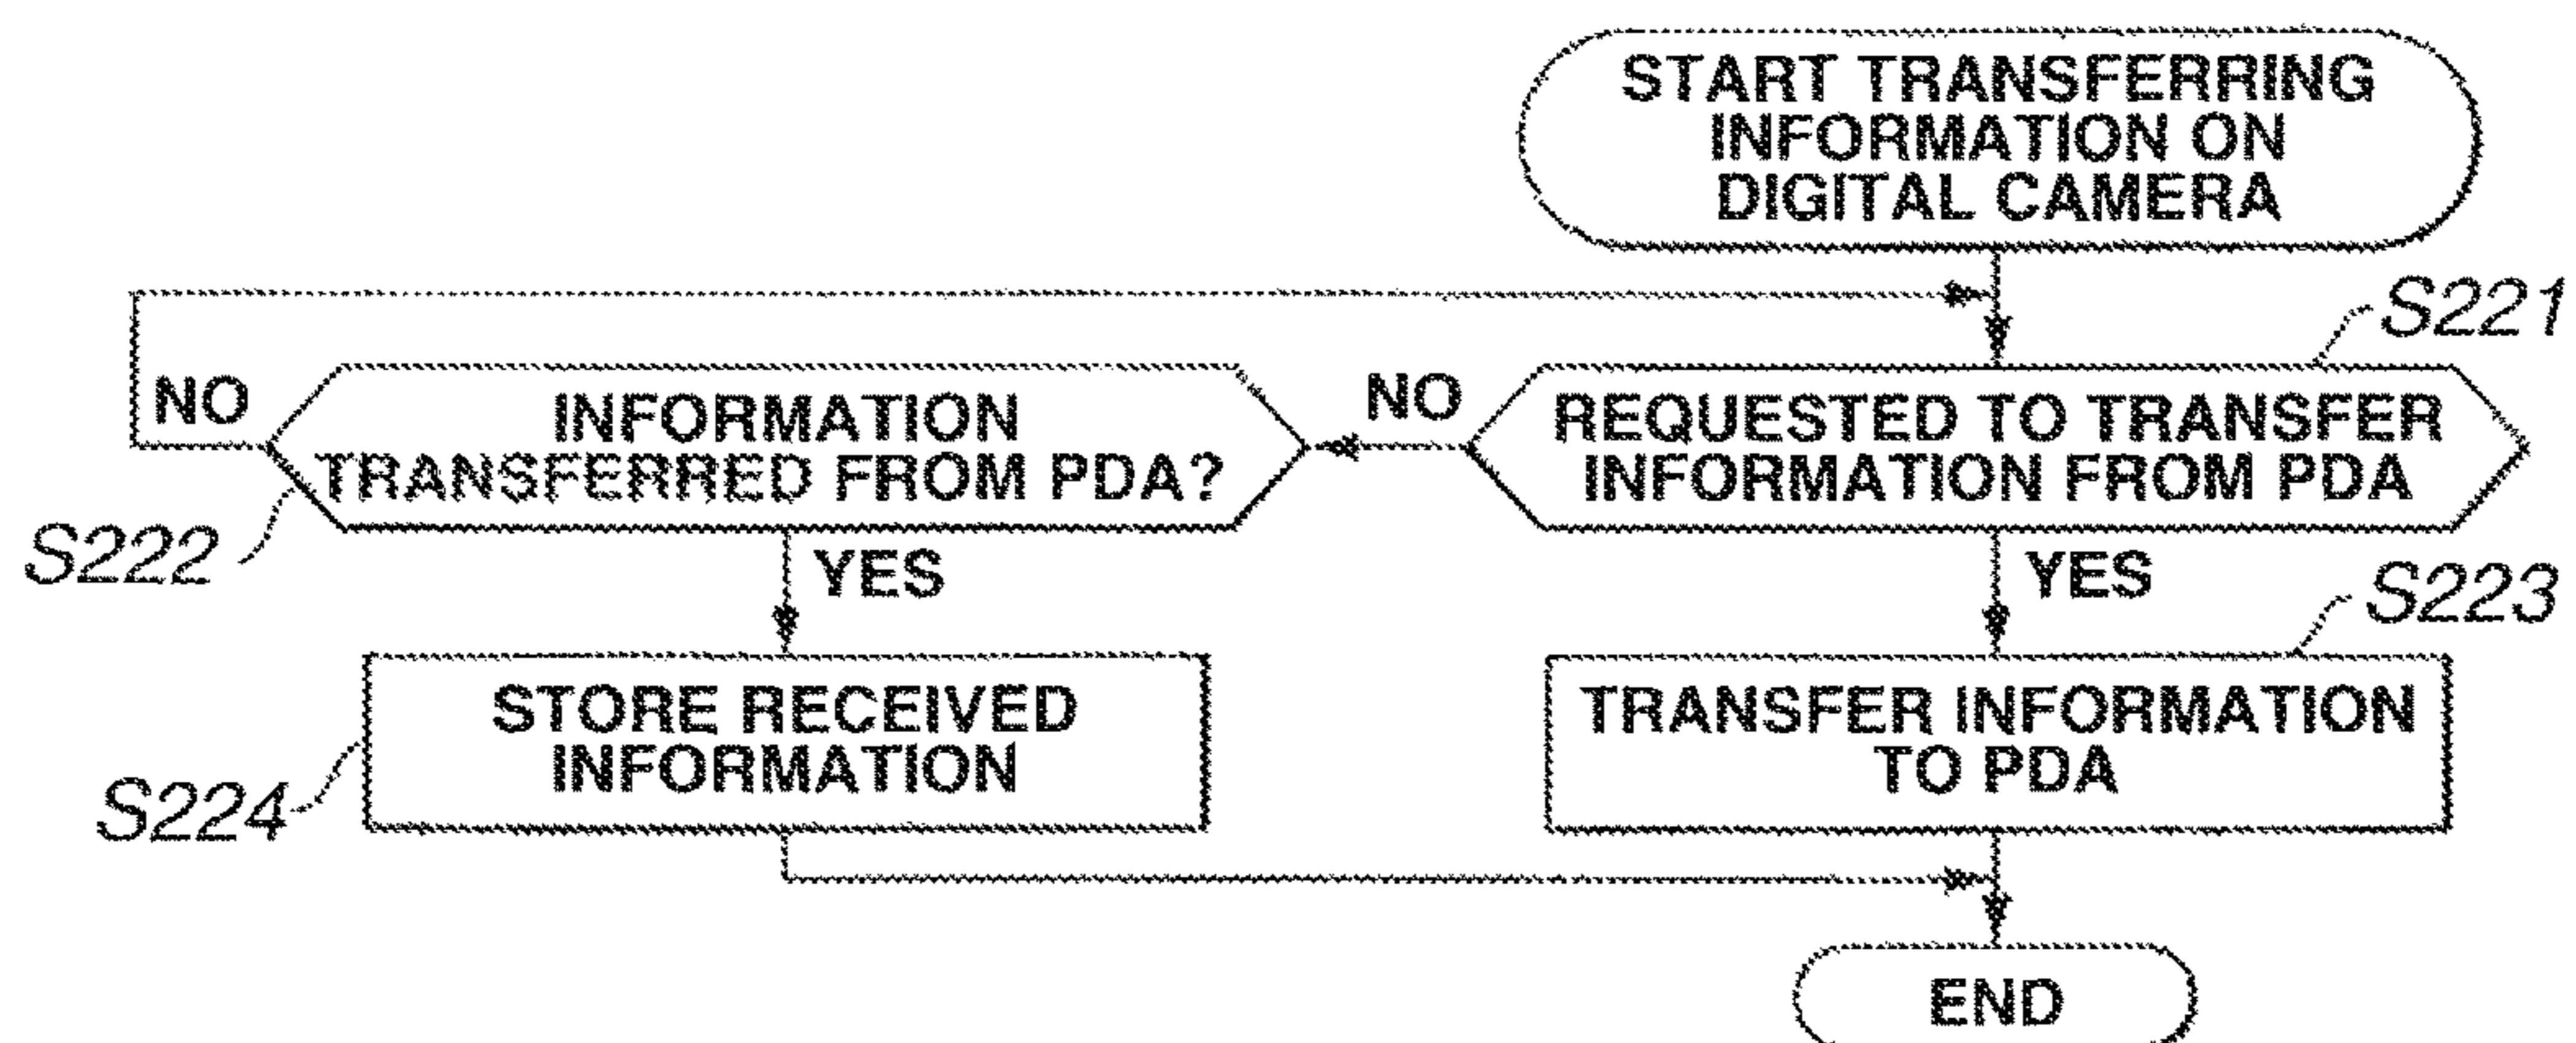 START TRANSFERRING
INFORMATION ON
DIGITAL CAMERA
S221
NO
INFORMATION
TRANSFERRED FROM PDA?
NO
REQUESTED TO TRANSFER
INFORMATION FROM PDA
S222
YES
YES
S223
STORE RECEIVED
INFORMATION
TRANSFER INFORMATION
TO PDA
S224
END